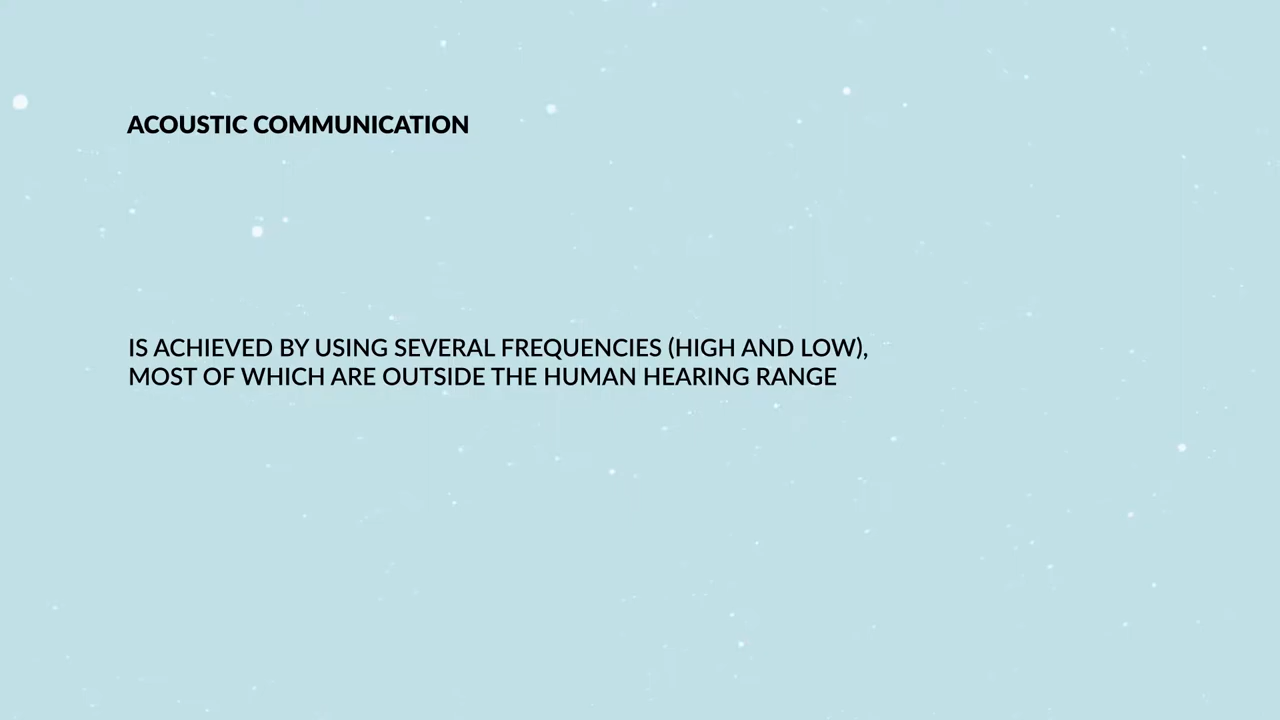 ACOUSTIC COMMUNICATION
IS ACHIEVED BY USING SEVERAL FREQUENCIES (HIGH AND LOW),
MOST OF WHICH ARE OUTSIDE THE HUMAN HEARING RANGE